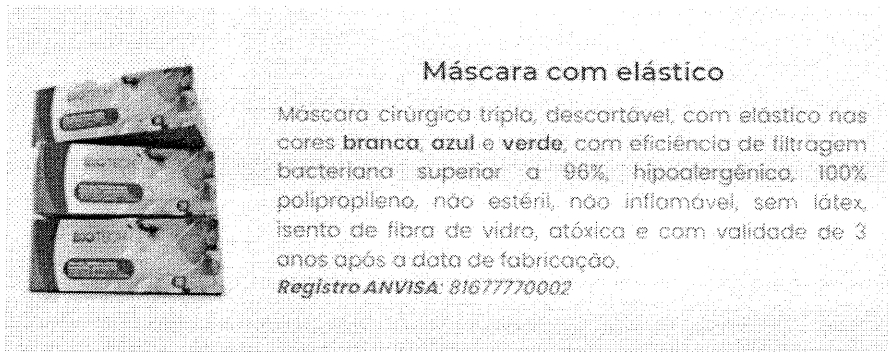 Máscara com elástico
Máscara cirúrgica tripla, descartável, com elástico nas
cores branca, azul e verde, com eficiência de filtragem
bacteriana superior a 96%, hipoalergênica, 100%
polipropileno, não estéril, não inflamável, sem látex,
isento de fibra de vidro, atóxica e com validade de 3
anos após a data de fabricação.
Registro ANVISA: 81677770002